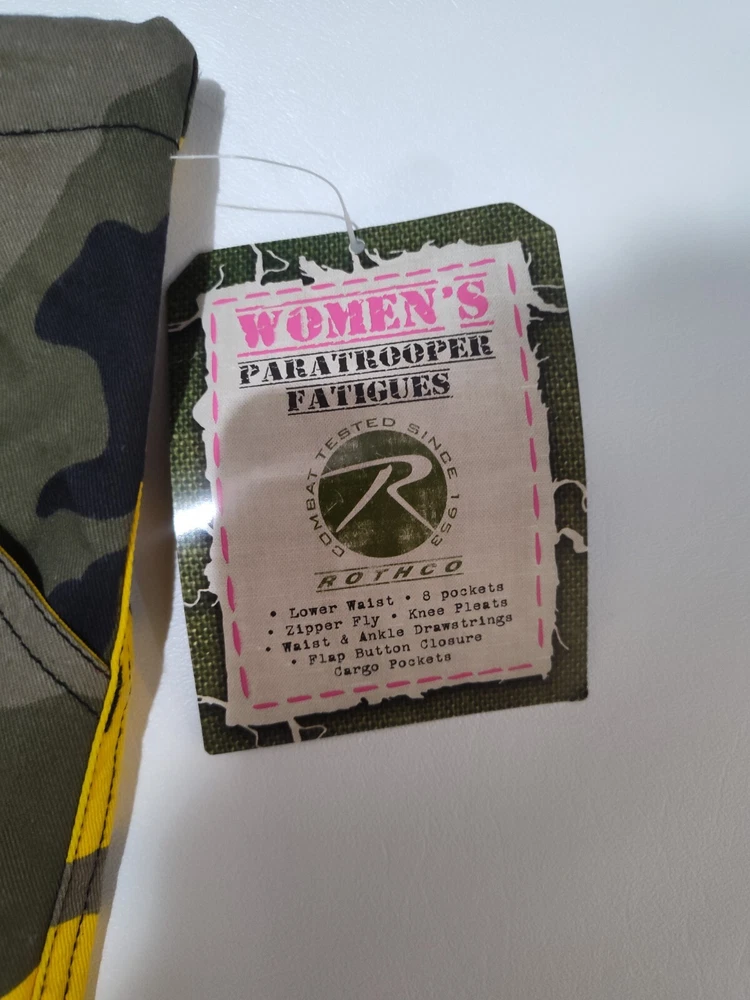 WOMEN'S
PARATROOPER
FATIGUES
COMBAT TESTED SINCE 1953
R
ROTHCO
• Lower Waist • 8 pockets
• Zipper Fly • Knee Pleats
• Waist & Ankle Drawstrings
• Flap Button Closure
Cargo Pockets